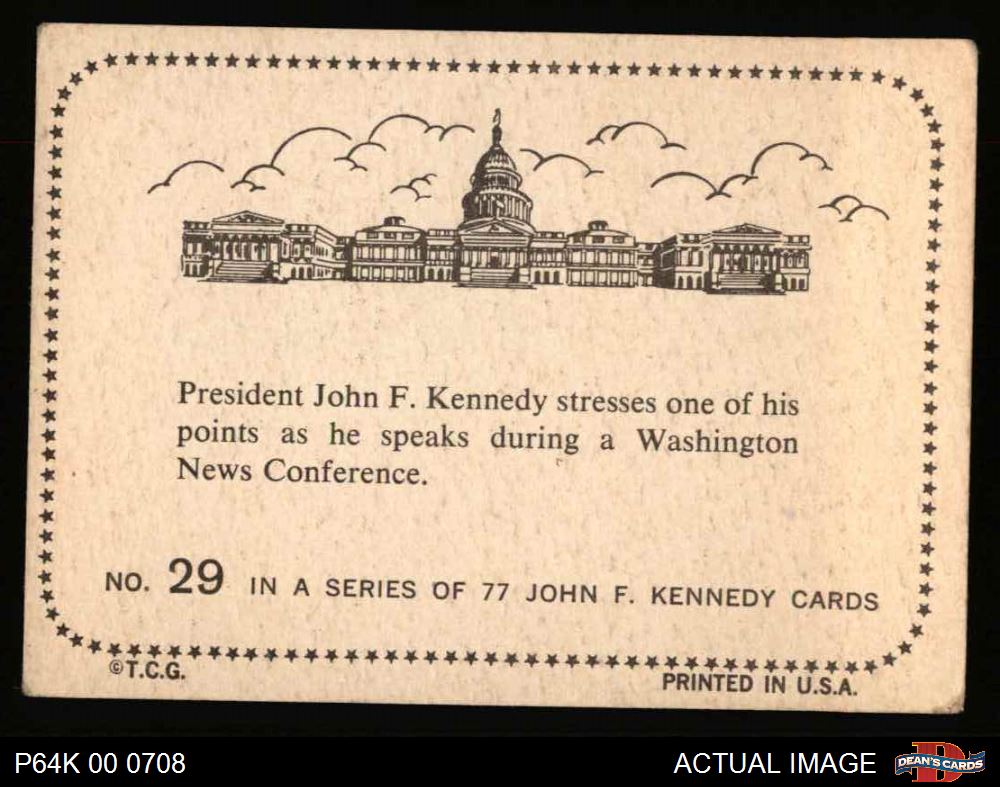 President John F. Kennedy stresses one of his
points as he speaks during a Washington
News Conference.
NO. 29 IN A SERIES OF 77 JOHN F. KENNEDY CARDS
©T.C.G.
PRINTED IN U.S.A.
P64K 00 0708
ACTUAL IMAGE
DEAN'S CARDS